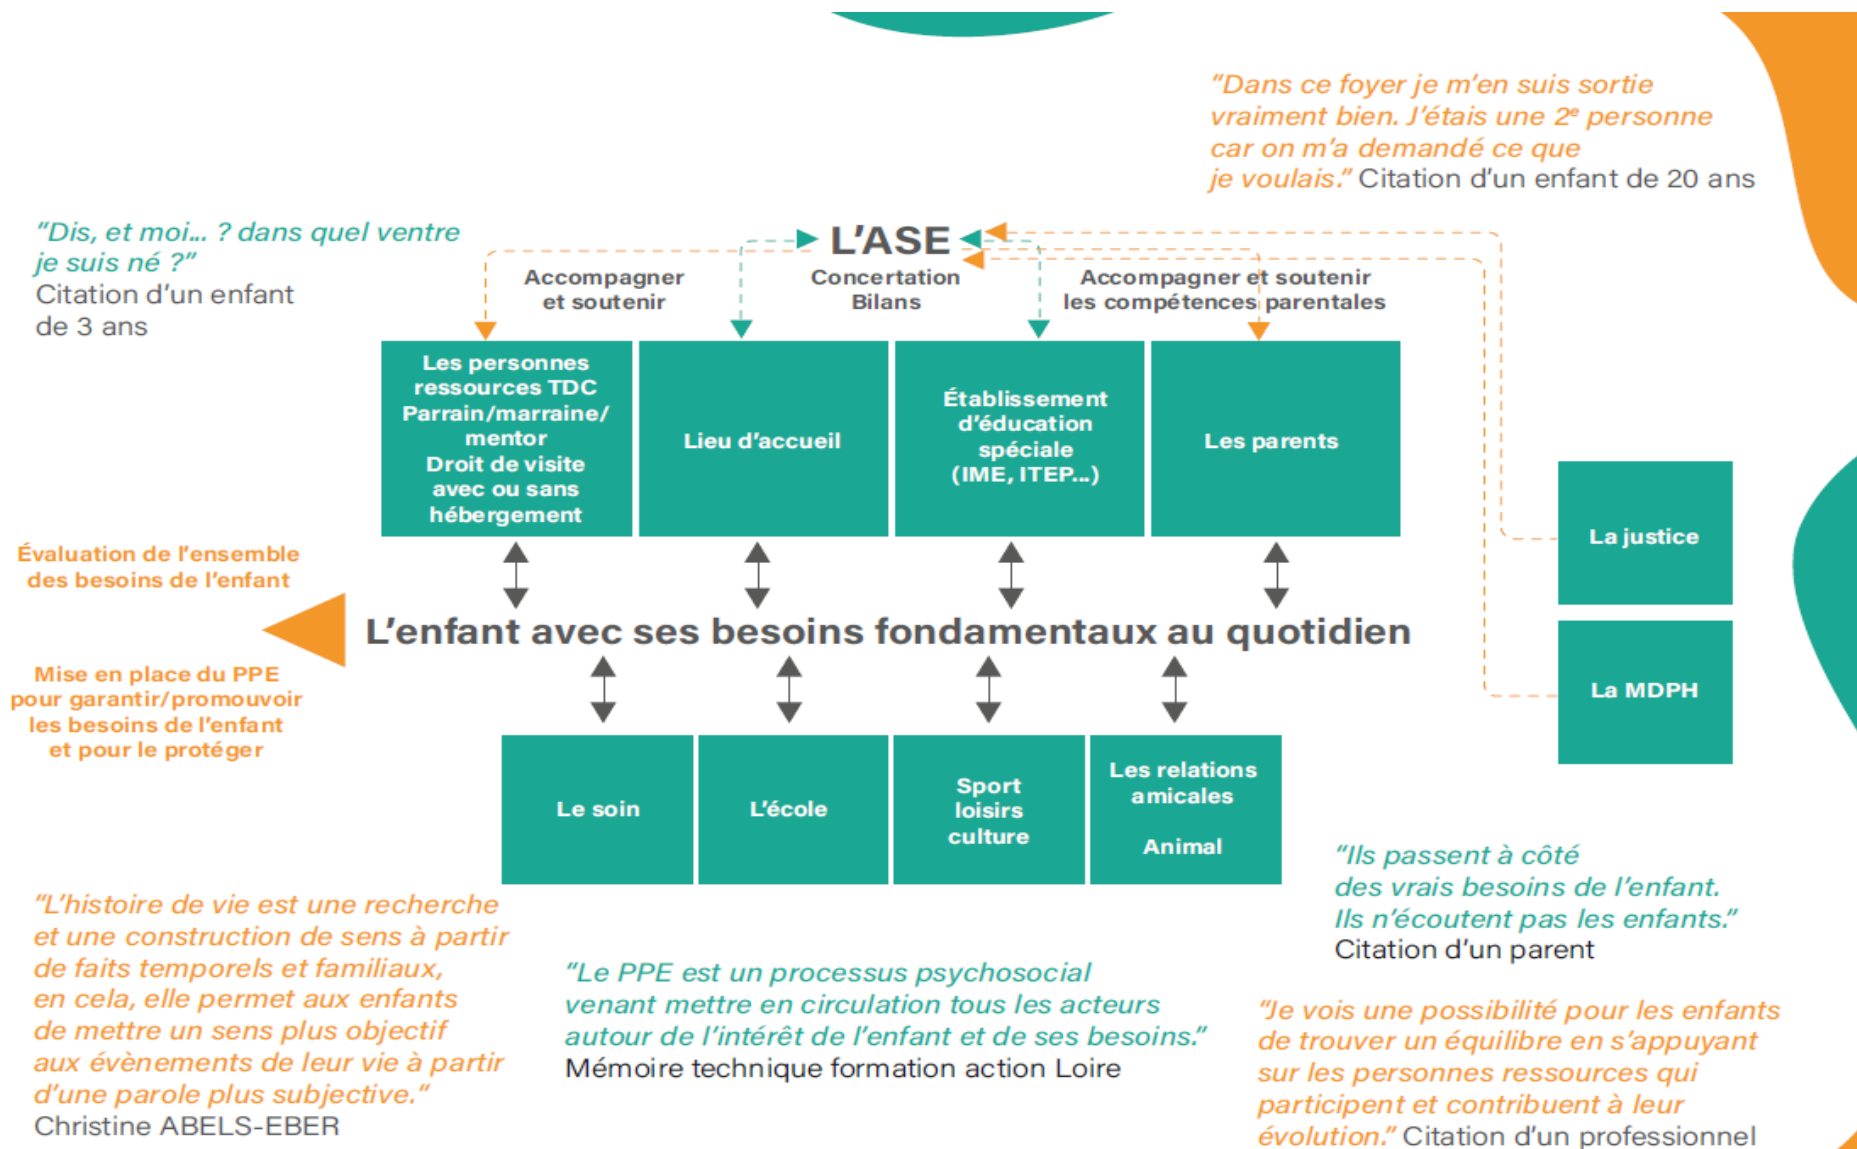 “Dans ce foyer je m’en suis sortie
vraiment bien. J’étais une 2e personne
car on m’a demandé ce que
je voulais.” Citation d’un enfant de 20 ans
“Dis, et moi... ? dans quel ventre
je suis né ?”
Citation d’un enfant
de 3 ans
L’ASE
Concertation
Bilans
Accompagner
et soutenir
Accompagner et soutenir
les compétences parentales
Les personnes
ressources TDC
Parrain/marraine/
mentor
Droit de visite
avec ou sans
hébergement
Lieu d’accueil
Établissement
d’éducation
spéciale
(IME, ITEP...)
Les parents
La justice
La MDPH
Évaluation de l’ensemble
des besoins de l’enfant
L’enfant avec ses besoins fondamentaux au quotidien
Mise en place du PPE
pour garantir/promouvoir
les besoins de l’enfant
et pour le protéger
Le soin
L’école
Sport
loisirs
culture
Les relations
amicales
Animal
“Ils passent à côté
des vrais besoins de l’enfant.
Ils n’écoutent pas les enfants.”
Citation d’un parent
“L’histoire de vie est une recherche
et une construction de sens à partir
de faits temporels et familiaux,
en cela, elle permet aux enfants
de mettre un sens plus objectif
aux évènements de leur vie à partir
d’une parole plus subjective.“
Christine ABELS-EBER
“Le PPE est un processus psychosocial
venant mettre en circulation tous les acteurs
autour de l’intérêt de l’enfant et de ses besoins.”
Mémoire technique formation action Loire
“Je vois une possibilité pour les enfants
de trouver un équilibre en s’appuyant
sur les personnes ressources qui
participent et contribuent à leur
évolution.” Citation d’un professionnel